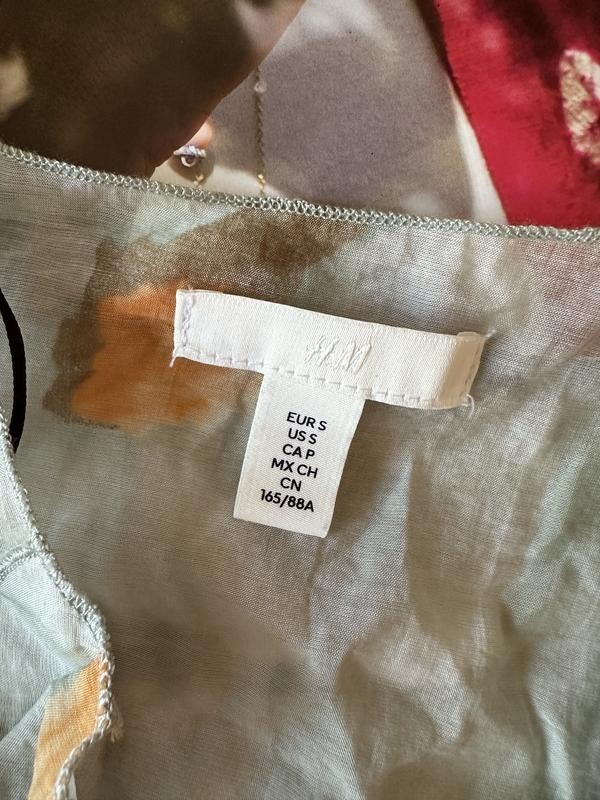 H&M
EUR S
US S
CA P
MX CH
CN
165/88A